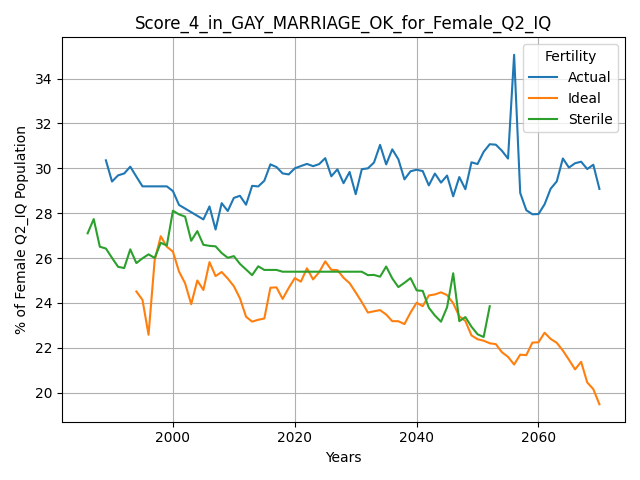 Score_4_in_GAY_MARRIAGE_OK_for_Female_Q2_IQ
Fertility
Actual
Ideal
Sterile
% of Female Q2_IQ Population
34
32
30
28
26
24
22
20
2000 2020 2040 2060
Years